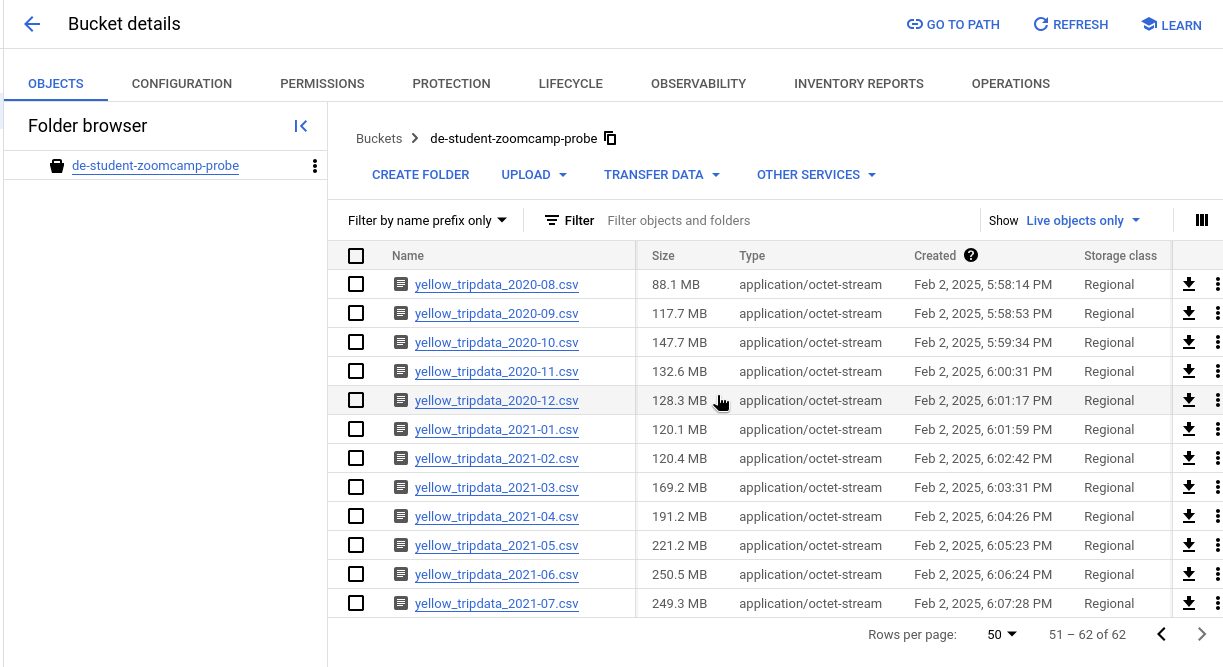 Bucket details
GO TO PATH
REFRESH
LEARN
OBJECTS CONFIGURATION PERMISSIONS PROTECTION LIFECYCLE OBSERVABILITY INVENTORY REPORTS OPERATIONS
Folder browser
de-student-zoomcamp-probe
Buckets de-student-zoomcamp-probe
CREATE FOLDER UPLOAD TRANSFER DATA OTHER SERVICES
Filter by name prefix only Filter Filter objects and folders Show Live objects only
Name Size Type Created Storage class
yellow_tripdata_2020-08.csv 88.1 MB application/octet-stream Feb 2, 2025, 5:58:14 PM Regional
yellow_tripdata_2020-09.csv 117.7 MB application/octet-stream Feb 2, 2025, 5:58:53 PM Regional
yellow_tripdata_2020-10.csv 147.7 MB application/octet-stream Feb 2, 2025, 5:59:34 PM Regional
yellow_tripdata_2020-11.csv 132.6 MB application/octet-stream Feb 2, 2025, 6:00:31 PM Regional
yellow_tripdata_2020-12.csv 128.3 MB application/octet-stream Feb 2, 2025, 6:01:17 PM Regional
yellow_tripdata_2021-01.csv 120.1 MB application/octet-stream Feb 2, 2025, 6:01:59 PM Regional
yellow_tripdata_2021-02.csv 120.4 MB application/octet-stream Feb 2, 2025, 6:02:42 PM Regional
yellow_tripdata_2021-03.csv 169.2 MB application/octet-stream Feb 2, 2025, 6:03:31 PM Regional
yellow_tripdata_2021-04.csv 191.2 MB application/octet-stream Feb 2, 2025, 6:04:26 PM Regional
yellow_tripdata_2021-05.csv 221.2 MB application/octet-stream Feb 2, 2025, 6:05:23 PM Regional
yellow_tripdata_2021-06.csv 250.5 MB application/octet-stream Feb 2, 2025, 6:06:24 PM Regional
yellow_tripdata_2021-07.csv 249.3 MB application/octet-stream Feb 2, 2025, 6:07:28 PM Regional
Rows per page: 50 51 – 62 of 62